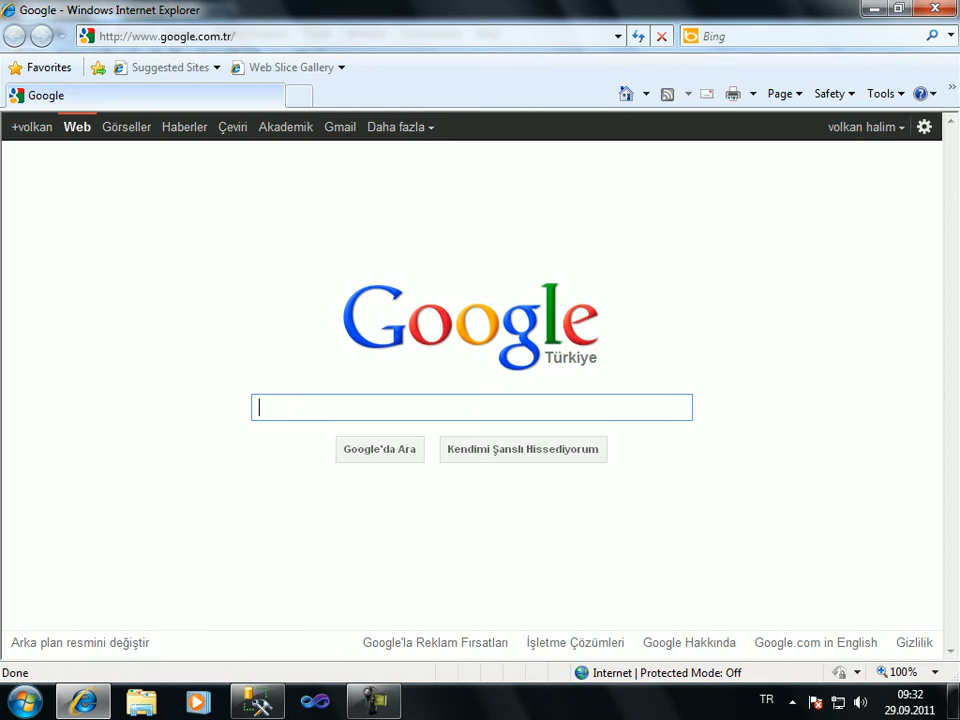 Google - Windows Internet Explorer
http://www.google.com.tr/
Bing
Favorites
Suggested Sites
Web Slice Gallery
Google
Page
Safety
Tools
+volkan Web Görseller Haberler Çeviri Akademik Gmail Daha fazla
volkan halim
Google
Türkiye
Google'da Ara
Kendimi Şanslı Hissediyorum
Arka plan resmini değiştir
Google'la Reklam Fırsatları
İşletme Çözümleri
Google Hakkında
Google.com in English
Gizlilik
Done
Internet | Protected Mode: Off
100%
TR
09:32
29.09.2011